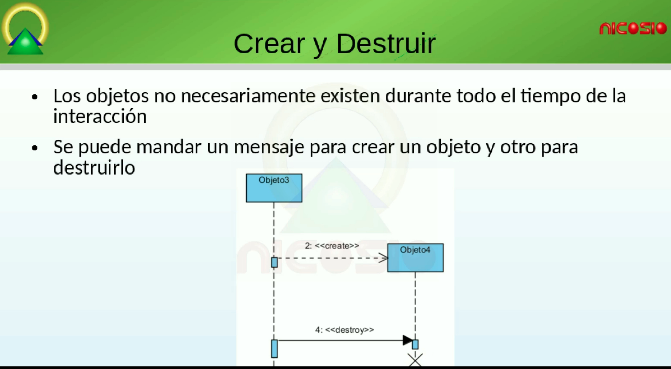 NICOSIO
Crear y Destruir
• Los objetos no necesariamente existen durante todo el tiempo de la
interacción
• Se puede mandar un mensaje para crear un objeto y otro para
destruirlo
Objeto3
2: <<create>>
Objeto4
nicosio
4: <<destroy>>